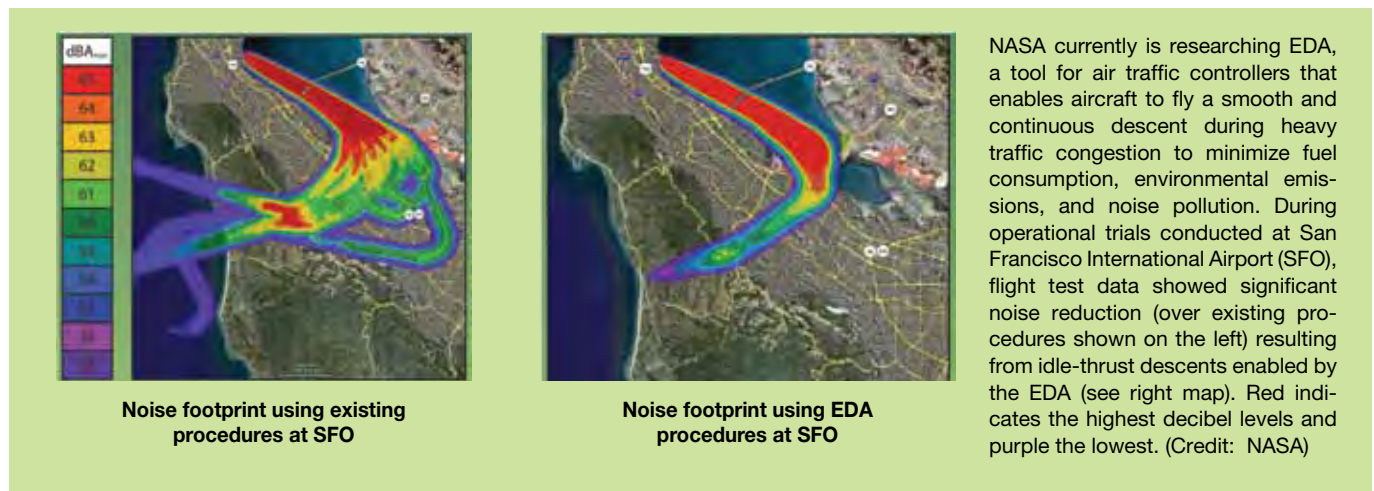 dBA
64
63
62
61
Noise footprint using existing
procedures at SFO
Noise footprint using EDA
procedures at SFO
NASA currently is researching EDA,
a tool for air traffic controllers that
enables aircraft to fly a smooth and
continuous descent during heavy
traffic congestion to minimize fuel
consumption, environmental emis-
sions, and noise pollution. During
operational trials conducted at San
Francisco International Airport (SFO),
flight test data showed significant
noise reduction (over existing pro-
cedures shown on the left) resulting
from idle-thrust descents enabled by
the EDA (see right map). Red indi-
cates the highest decibel levels and
purple the lowest. (Credit: NASA)